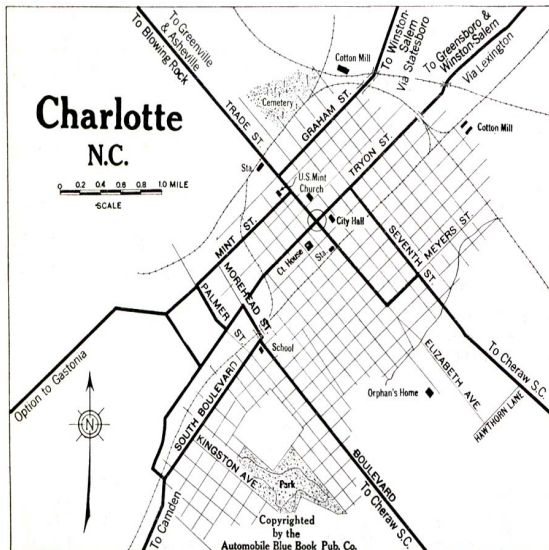 To Greenville
& Asheville
To Blowing Rock
To Winston-
Salem
Via Statesboro
To Greensboro &
Winston-Salem
Via Lexington
Cotton Mill
Cemetery
Charlotte
N.C.
0 0.2 0.4 0.6 0.8 1.0 MILE
SCALE
TRADE ST.
GRAHAM ST.
TRYON ST.
Cotton Mill
Sta.
U.S. Mint
Church
City Hall
MINT ST.
Ct. House
Sta.
SEVENTH ST
MEYERS ST
MOREHEAD ST.
PALMER ST.
School
Option to Gastonia
SOUTH BOULEVARD
ELIZABETH AVE
To Cheraw S.C.
HAWTHORN LANE
Orphan's Home
N
KINGSTON AVE
Park
BOULEVARD
To Cheraw S.C.
To Camden
Copyrighted
by the
Automobile Blue Book Pub. Co.